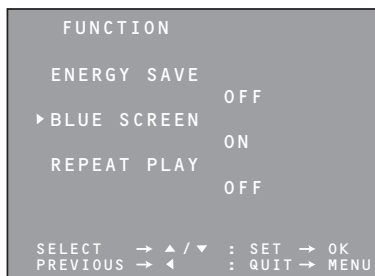 FUNCTION
ENERGY SAVE
OFF
▶BLUE SCREEN
ON
REPEAT PLAY
OFF
SELECT → ▲/▼ : SET → OK
PREVIOUS → ◀ : QUIT → MENU